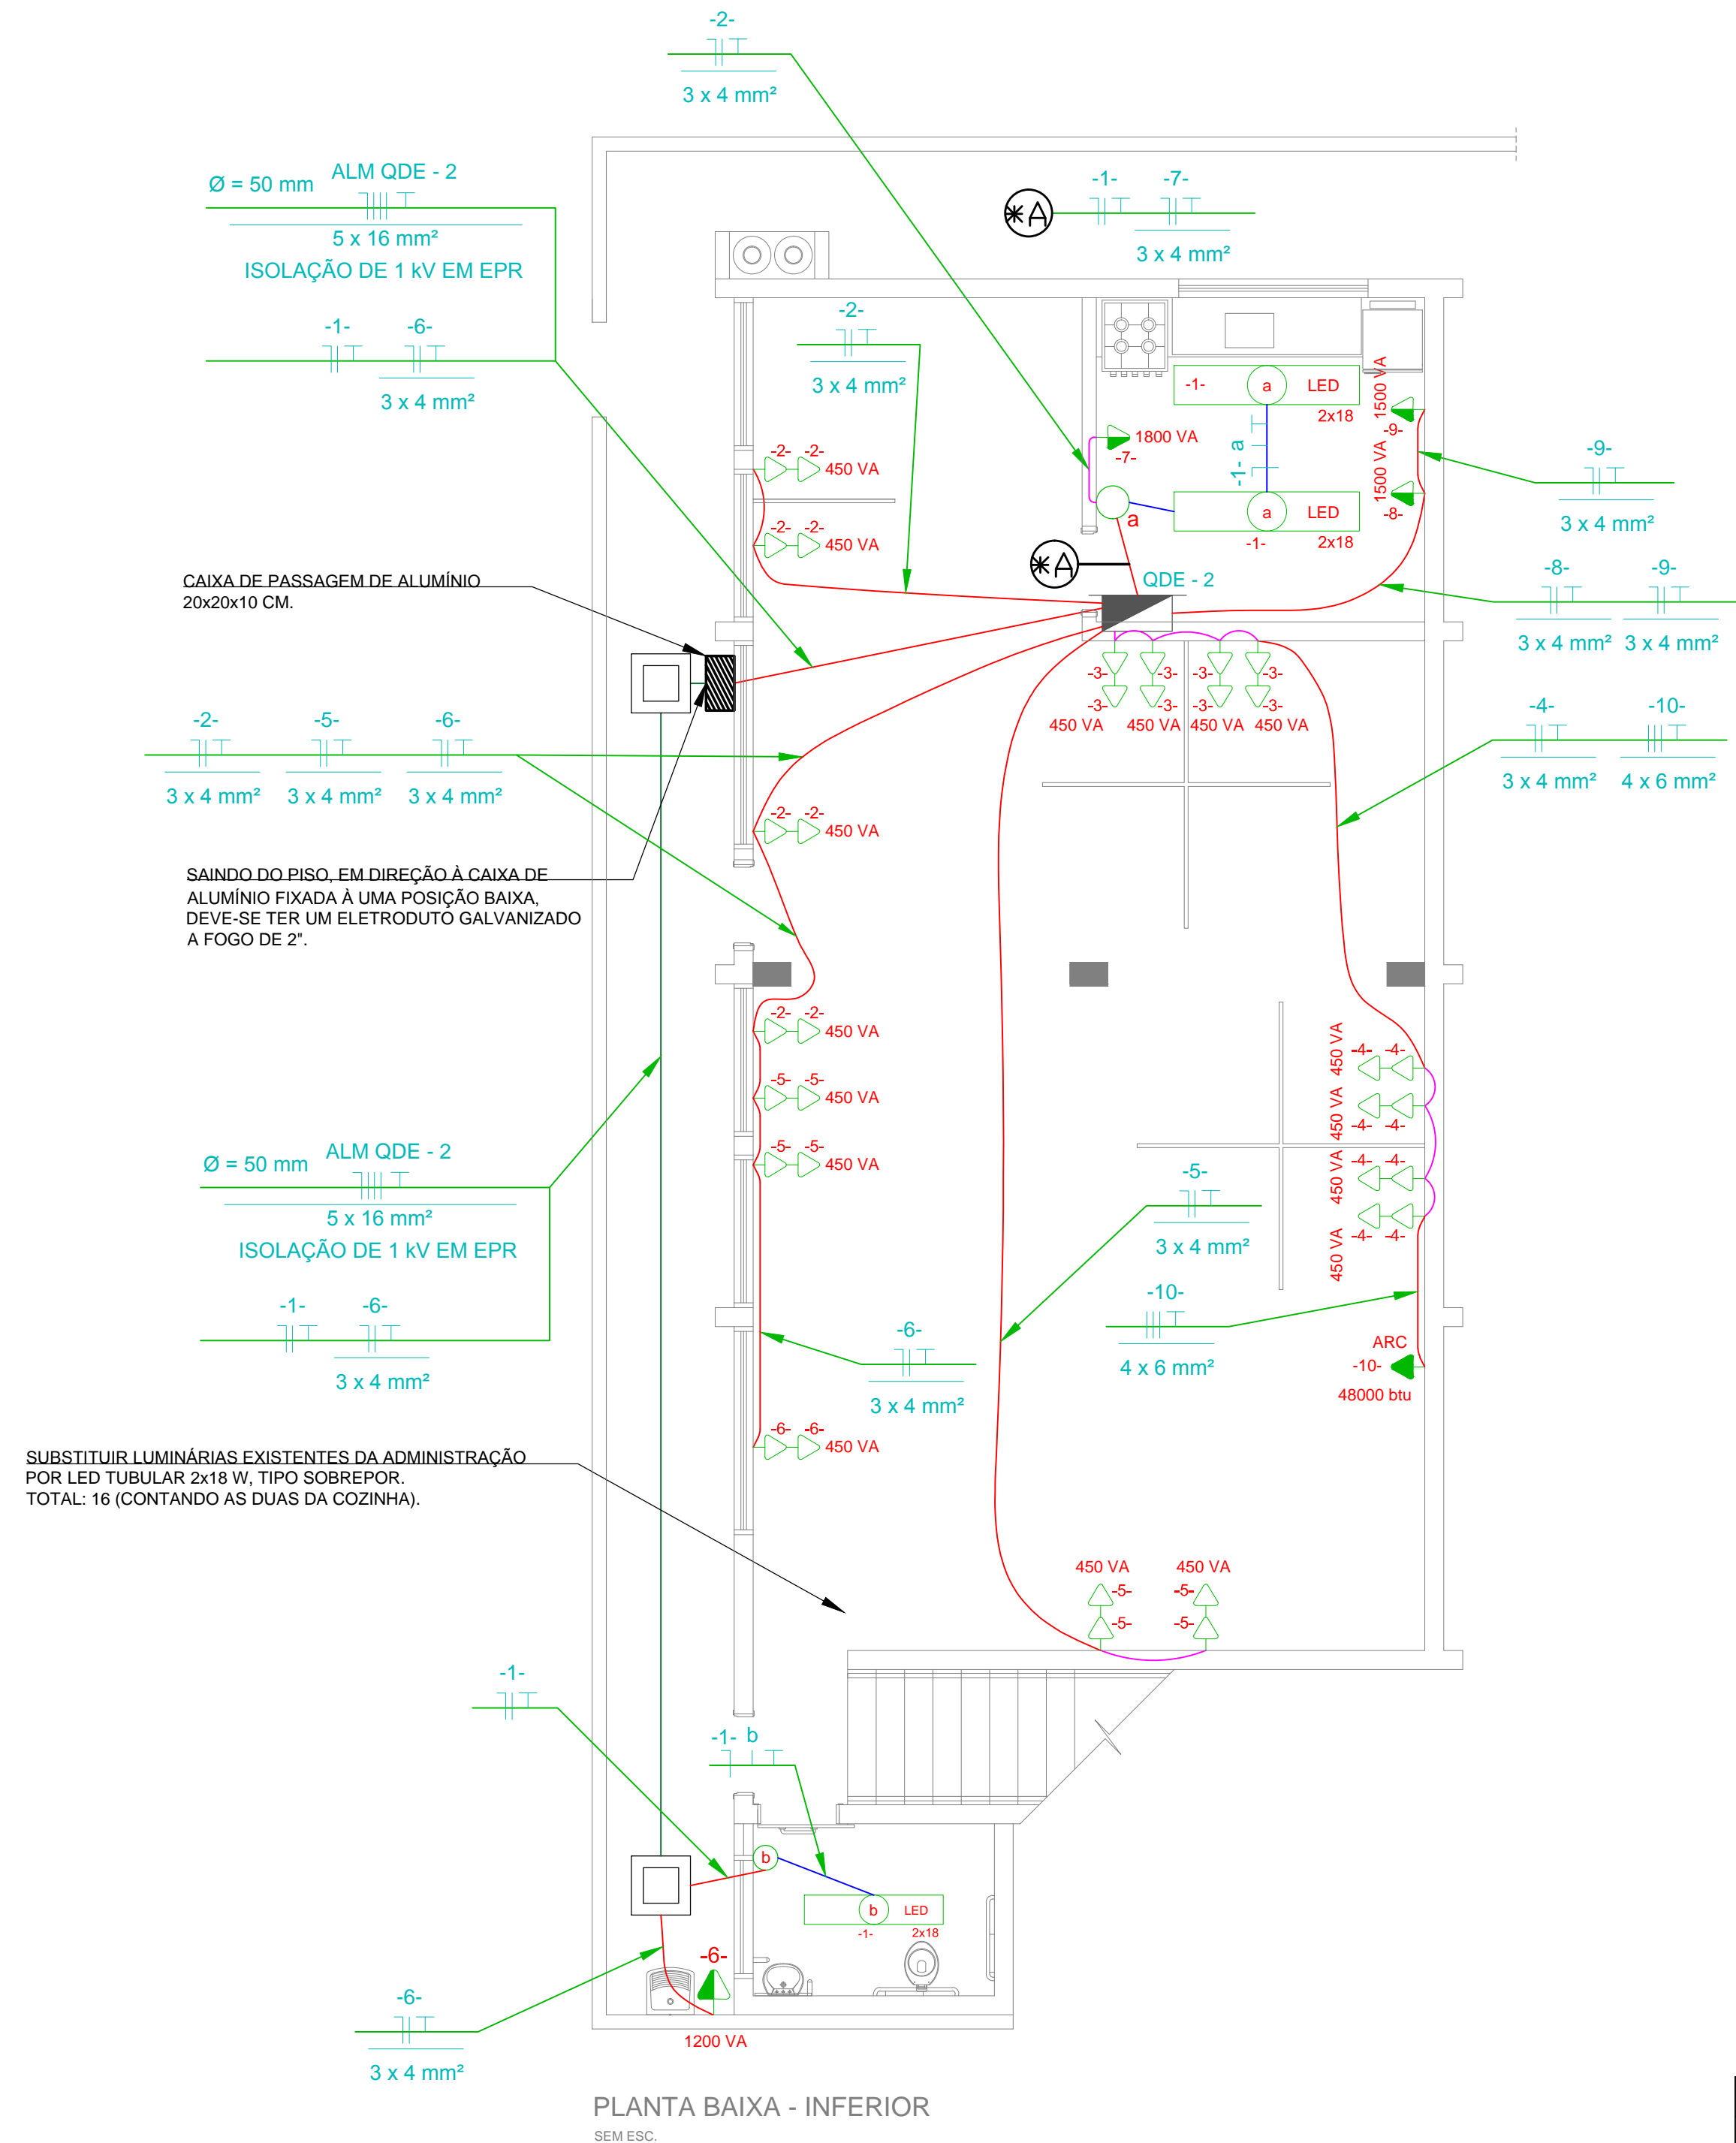 -2-
3 x 4 mm²
Ø = 50 mm
ALM QDE - 2
5 x 16 mm²
ISOLAÇÃO DE 1 kV EM EPR
-1- -6-
3 x 4 mm²
-1- -7-
3 x 4 mm²
A
-2-
3 x 4 mm²
-1- a LED
2x18
1500 VA
-9-
1800 VA
-7-
-1- a
1500 VA
-8-
a LED
-1- 2x18
a
-9-
3 x 4 mm²
-2- -2-
450 VA
-2- -2-
450 VA
A
QDE - 2
-8- -9-
3 x 4 mm² 3 x 4 mm²
CAIXA DE PASSAGEM DE ALUMÍNIO
20x20x10 CM.
-3- -3- -3- -3-
-3- -3- -3- -3-
450 VA 450 VA 450 VA 450 VA
-4- -10-
3 x 4 mm² 4 x 6 mm²
-2- -5- -6-
3 x 4 mm² 3 x 4 mm² 3 x 4 mm²
-2- -2-
450 VA
SAINDO DO PISO, EM DIREÇÃO À CAIXA DE
ALUMÍNIO FIXADA À UMA POSIÇÃO BAIXA,
DEVE-SE TER UM ELETRODUTO GALVANIZADO
A FOGO DE 2".
-2- -2-
450 VA
-5- -5-
450 VA
-5- -5-
450 VA
450 VA
-4- -4-
450 VA
-4- -4-
450 VA
-4- -4-
450 VA
-4- -4-
Ø = 50 mm
ALM QDE - 2
5 x 16 mm²
ISOLAÇÃO DE 1 kV EM EPR
-1- -6-
3 x 4 mm²
-5-
3 x 4 mm²
-10-
4 x 6 mm²
-6-
3 x 4 mm²
ARC
-10-
48000 btu
-6- -6-
450 VA
SUBSTITUIR LUMINÁRIAS EXISTENTES DA ADMINISTRAÇÃO
POR LED TUBULAR 2x18 W, TIPO SOBREPOR.
TOTAL: 16 (CONTANDO AS DUAS DA COZINHA).
450 VA 450 VA
-5- -5-
-5- -5-
-1-
-1- b
b
b LED
-1- 2x18
-6-
1200 VA
-6-
3 x 4 mm²
PLANTA BAIXA - INFERIOR
SEM ESC.